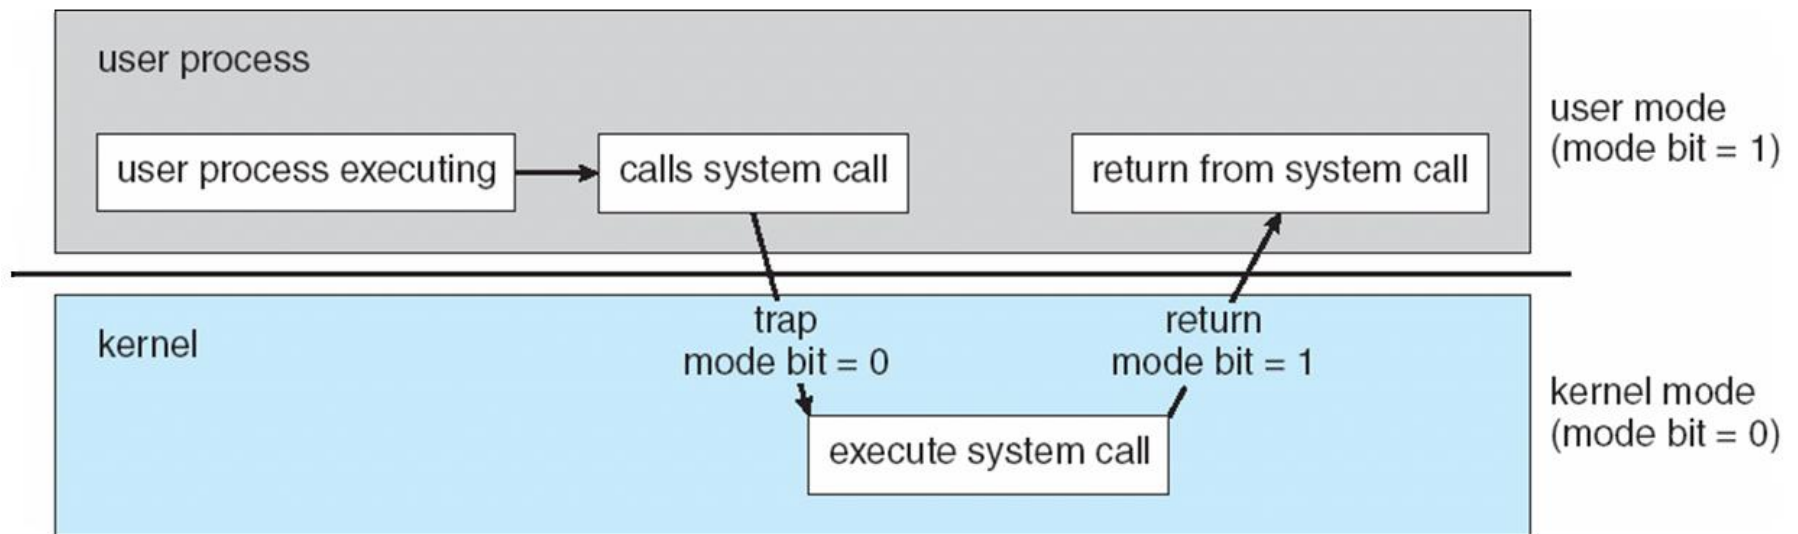 user process
user process executing
calls system call
return from system call
user mode
(mode bit = 1)
kernel
trap
mode bit = 0
return
mode bit = 1
execute system call
kernel mode
(mode bit = 0)